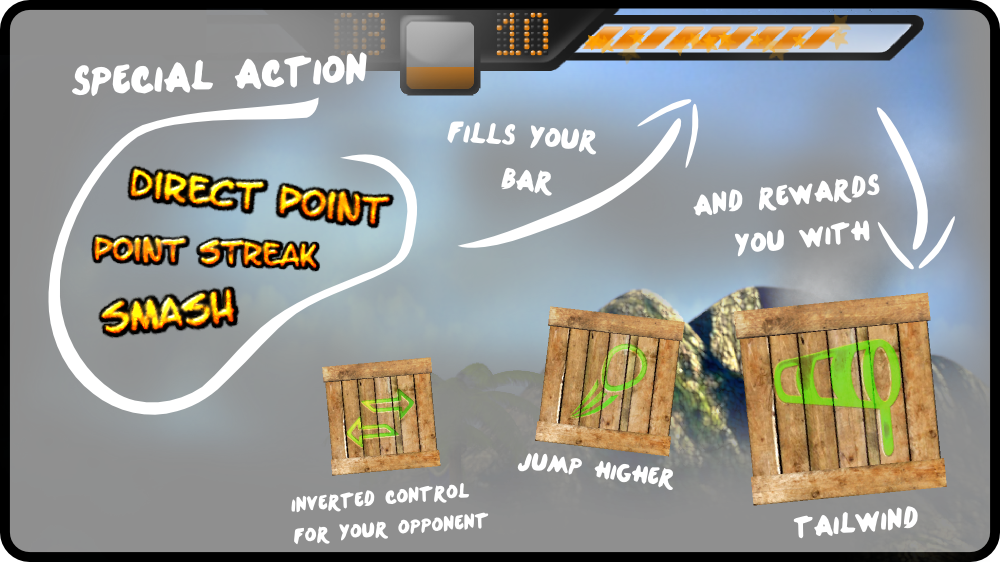 08 10
SPECIAL ACTION
DIRECT POINT
POINT STREAK
SMASH
FILLS YOUR
BAR
AND REWARDS
YOU WITH
INVERTED CONTROL
FOR YOUR OPPONENT
JUMP HIGHER
TAILWIND